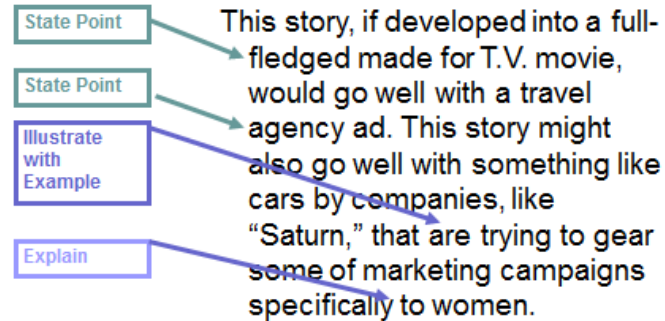 State Point
State Point
Illustrate
with
Example
Explain
This story, if developed into a full-
fledged made for T.V. movie,
would go well with a travel
agency ad. This story might
also go well with something like
cars by companies, like
“Saturn,” that are trying to gear
some of marketing campaigns
specifically to women.